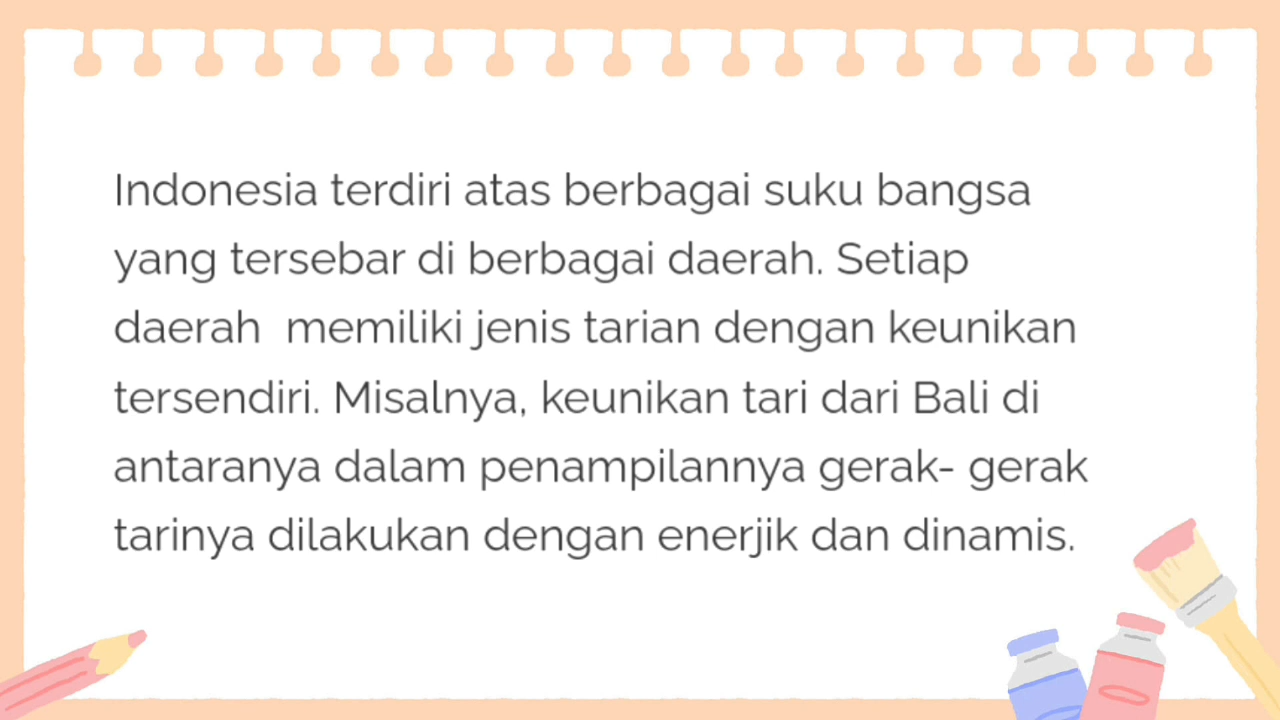 Indonesia terdiri atas berbagai suku bangsa
yang tersebar di berbagai daerah. Setiap
daerah  memiliki jenis tarian dengan keunikan
tersendiri. Misalnya, keunikan tari dari Bali di
antaranya dalam penampilannya gerak- gerak
tarinya dilakukan dengan enerjik dan dinamis.